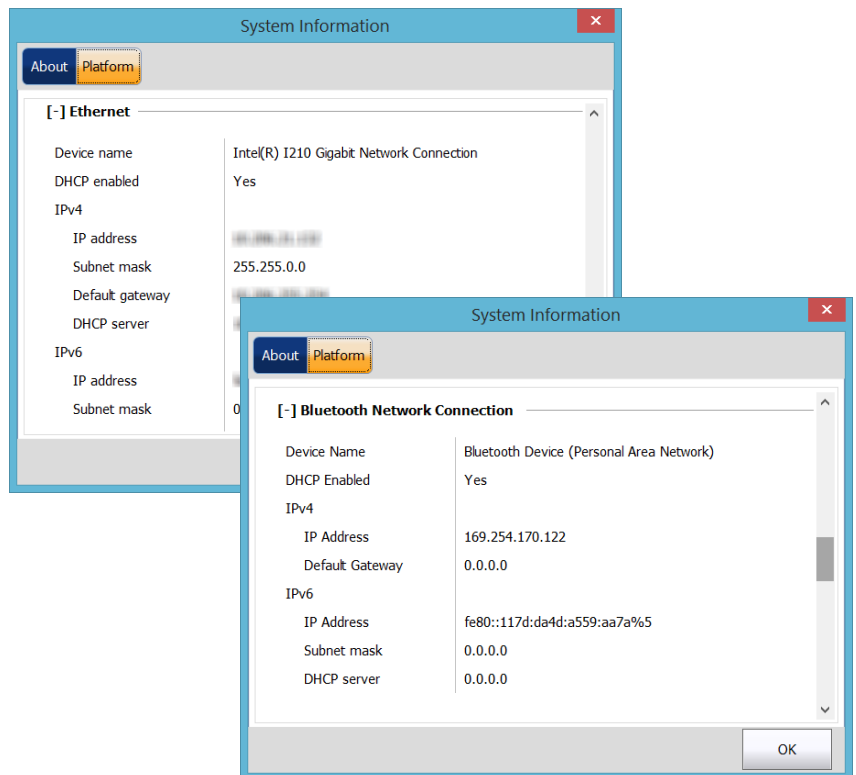 System Information
About Platform
[-] Ethernet
Device name Intel(R) I210 Gigabit Network Connection
DHCP enabled Yes
IPv4
IP address
Subnet mask 255.255.0.0
Default gateway
DHCP server
IPv6
IP address
Subnet mask 0
System Information
About Platform
[-] Bluetooth Network Connection
Device Name Bluetooth Device (Personal Area Network)
DHCP Enabled Yes
IPv4
IP Address 169.254.170.122
Default Gateway 0.0.0.0
IPv6
IP Address fe80::117d:da4d:a559:aa7a%5
Subnet mask 0.0.0.0
DHCP server 0.0.0.0
OK